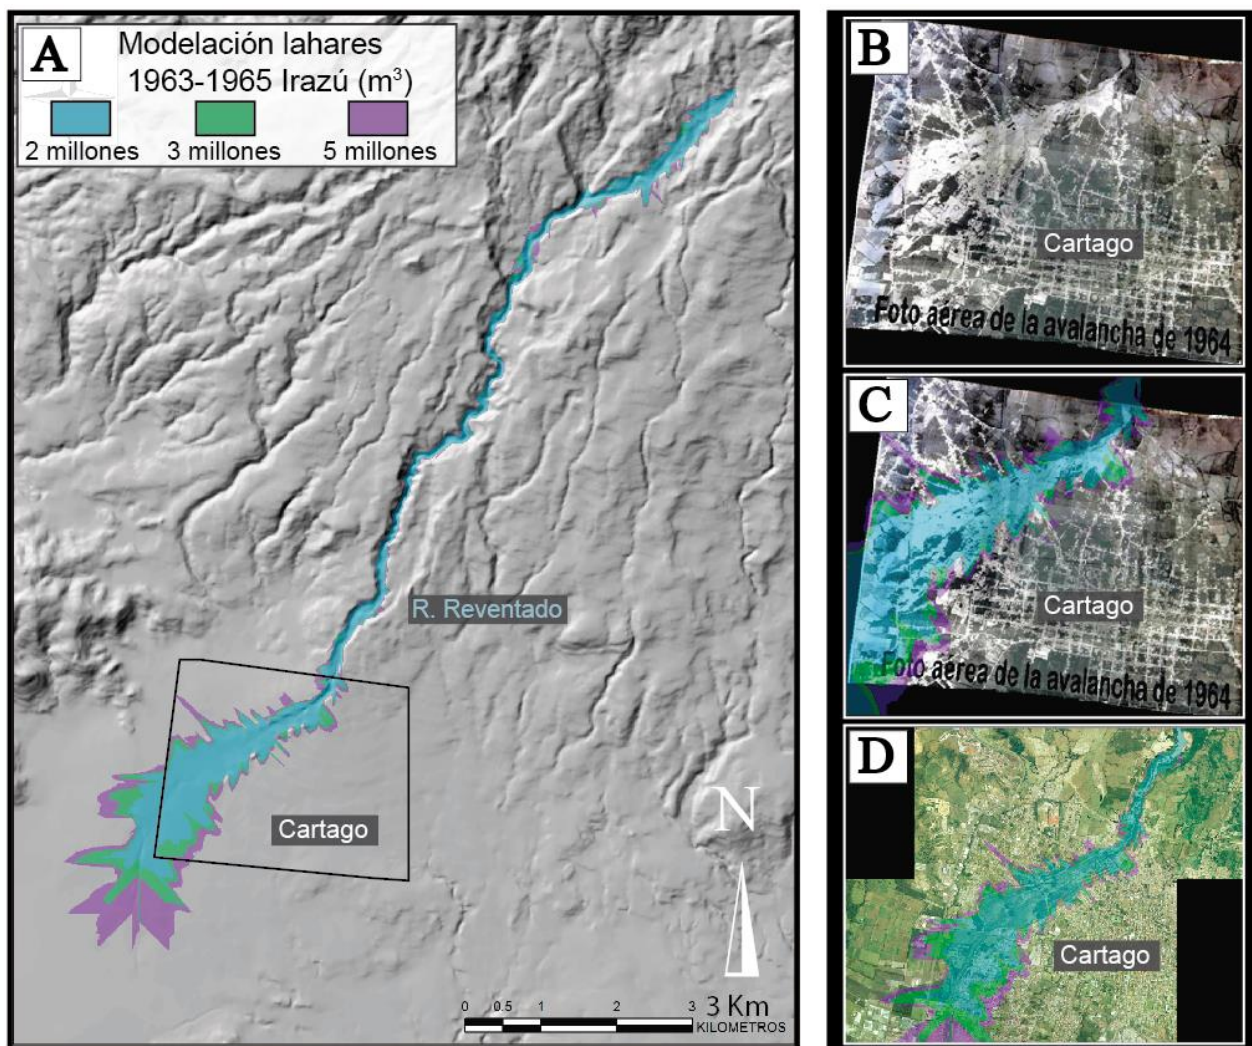 A
Modelación lahares
1963-1965 Irazú (m³)
2 millones 3 millones 5 millones
R. Reventado
Cartago
N
0 0.5 1 2 3 3 Km
KILOMETROS
B
Cartago
Foto aérea de la avalancha de 1964
C
Cartago
Foto aérea de la avalancha de 1964
D
Cartago